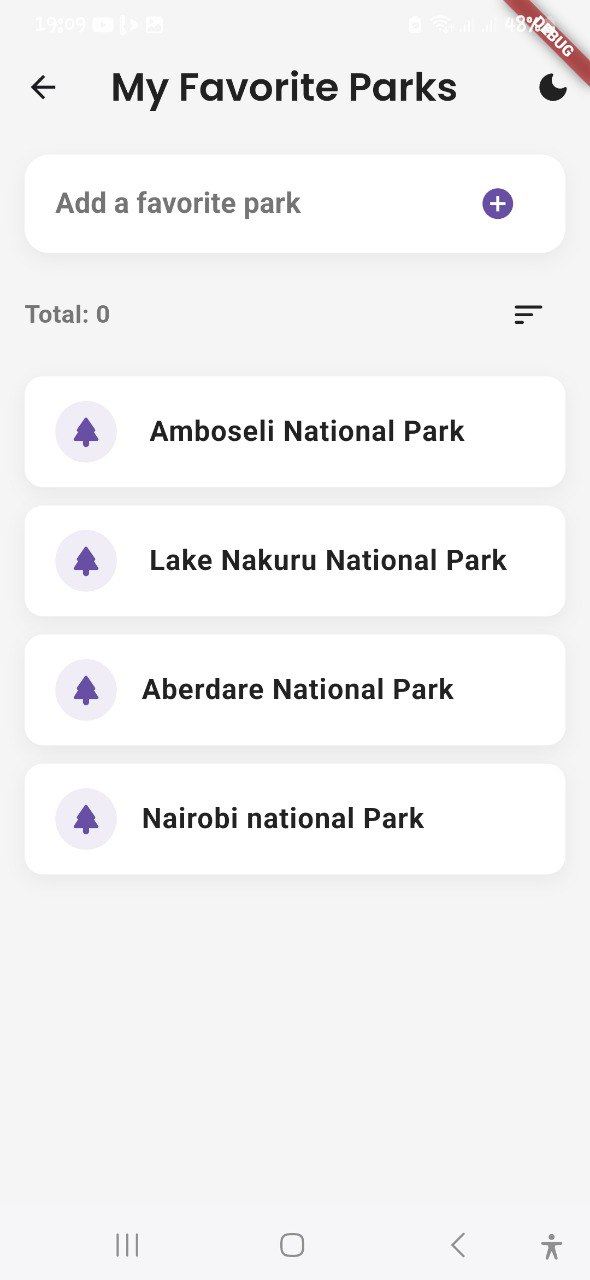 19:09
48%
DEBUG
My Favorite Parks
Add a favorite park
Total: 0
Amboseli National Park
Lake Nakuru National Park
Aberdare National Park
Nairobi national Park